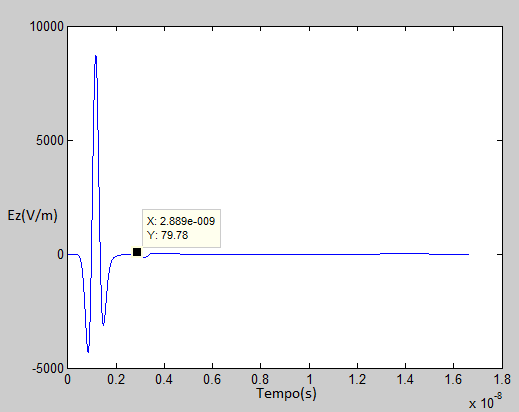 10000
5000
Ez(V/m)
X: 2.889e-009
Y: 79.78
0
-5000
0 0.2 0.4 0.6 0.8 1 1.2 1.4 1.6 1.8
Tempo(s)
x 10⁻⁸